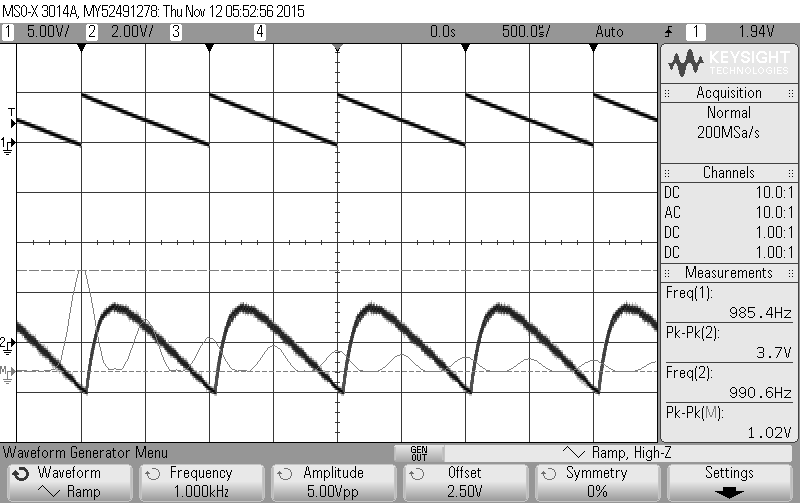 MSO-X 3014A, MY52491278: Thu Nov 12 05:52:56 2015
1 5.00V/ 2 2.00V/ 3 4 0.0s 500.0㎲/ Auto 1 1.94V
KEYSIGHT
TECHNOLOGIES
Acquisition
Normal
200MSa/s
Channels
DC 10.0:1
AC 10.0:1
DC 1.00:1
DC 1.00:1
Measurements
Freq(1):
985.4Hz
Pk-Pk(2):
3.7V
Freq(2):
990.6Hz
Pk-Pk(M):
1.02V
T
1
2
M
Waveform Generator Menu
GEN OUT
Ramp, High-Z
Waveform
Ramp
Frequency
1.000kHz
Amplitude
5.00Vpp
Offset
2.50V
Symmetry
0%
Settings